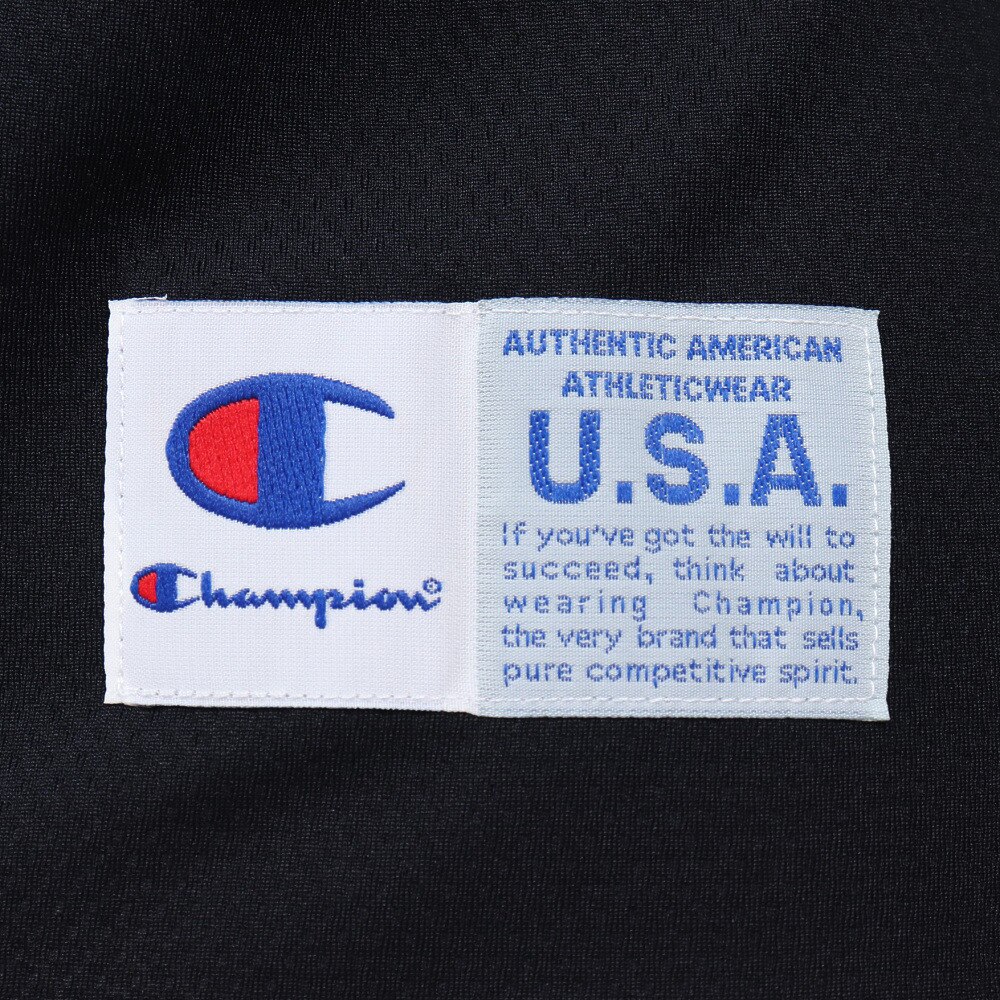 Champion®
AUTHENTIC AMERICAN
ATHLETICWEAR
U.S.A.
If you've got the will to
succeed, think about
wearing Champion,
the very brand that sells
pure competitive spirit.